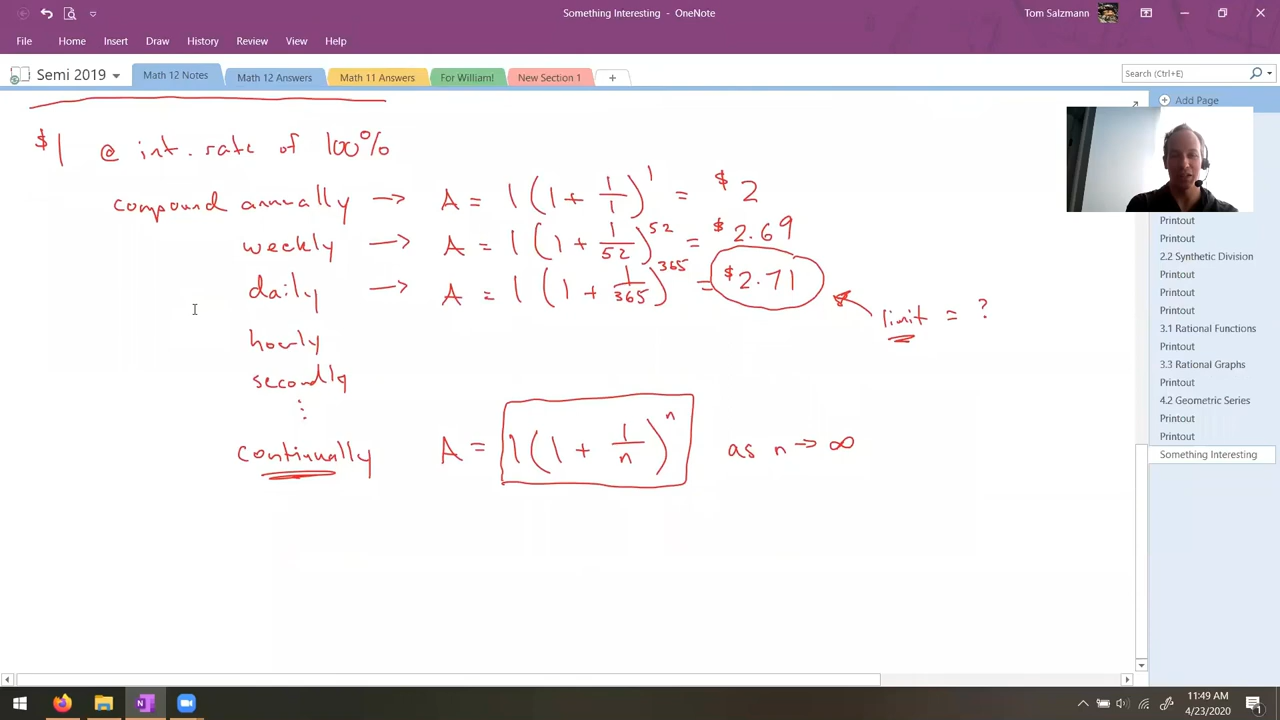 Something Interesting - OneNote
Tom Salzmann
File Home Insert Draw History Review View Help
Semi 2019
Math 12 Notes
Math 12 Answers
Math 11 Answers
For William!
New Section 1
Search (Ctrl+E)
Add Page
$1 @ int. rate of 100%
compound annually → A = 1(1 + 1/1)^1 = $2
weekly → A = 1(1 + 1/52)^52 = $2.69
daily → A = 1(1 + 1/365)^365 = $2.71
limit = ?
hourly
secondly
⋮
continually A = 1(1 + 1/n)^n as n → ∞
Printout
Printout
2.2 Synthetic Division
Printout
Printout
Printout
3.1 Rational Functions
Printout
3.3 Rational Graphs
Printout
4.2 Geometric Series
Printout
Printout
Something Interesting
11:49 AM
4/23/2020
1